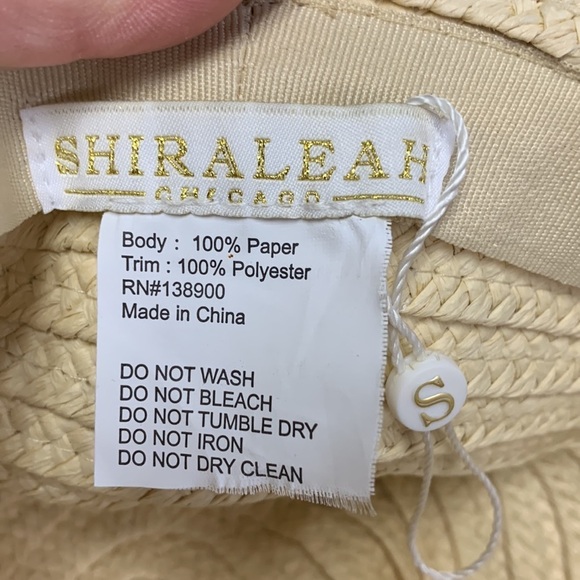 SHIRALEAH
CHICAGO
Body : 100% Paper
Trim : 100% Polyester
RN#138900
Made in China
DO NOT WASH
DO NOT BLEACH
DO NOT TUMBLE DRY
DO NOT IRON
DO NOT DRY CLEAN
S